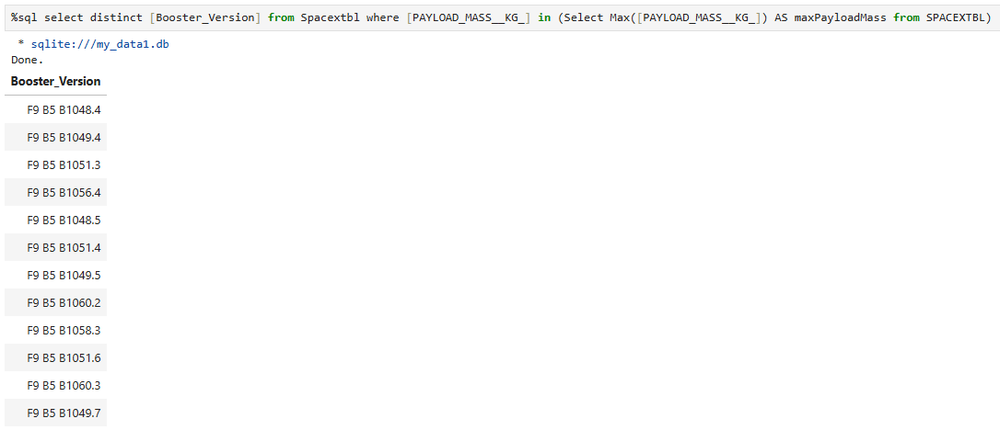 %sql select distinct [Booster_Version] from Spacextbl where [PAYLOAD_MASS__KG_] in (Select Max([PAYLOAD_MASS__KG_]) AS maxPayloadMass from SPACEXTBL)
* sqlite:///my_data1.db
Done.
Booster_Version
F9 B5 B1048.4
F9 B5 B1049.4
F9 B5 B1051.3
F9 B5 B1056.4
F9 B5 B1048.5
F9 B5 B1051.4
F9 B5 B1049.5
F9 B5 B1060.2
F9 B5 B1058.3
F9 B5 B1051.6
F9 B5 B1060.3
F9 B5 B1049.7